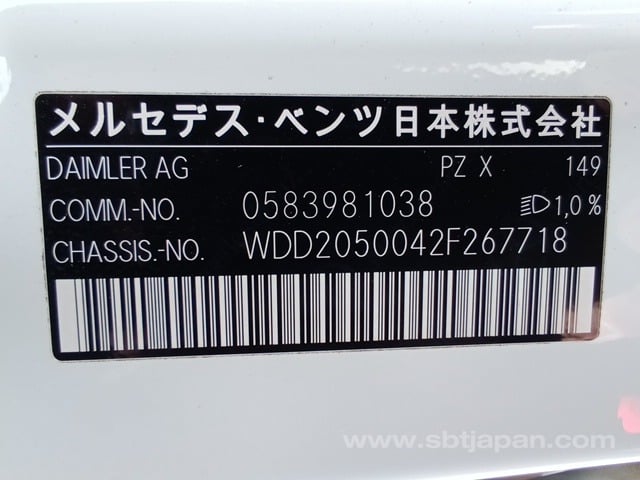 メルセデス・ベンツ日本株式会社
DAIMLER AG PZ X 149
COMM.-NO. 0583981038 1,0 %
CHASSIS.-NO. WDD2050042F267718
www.sbtjapan.com